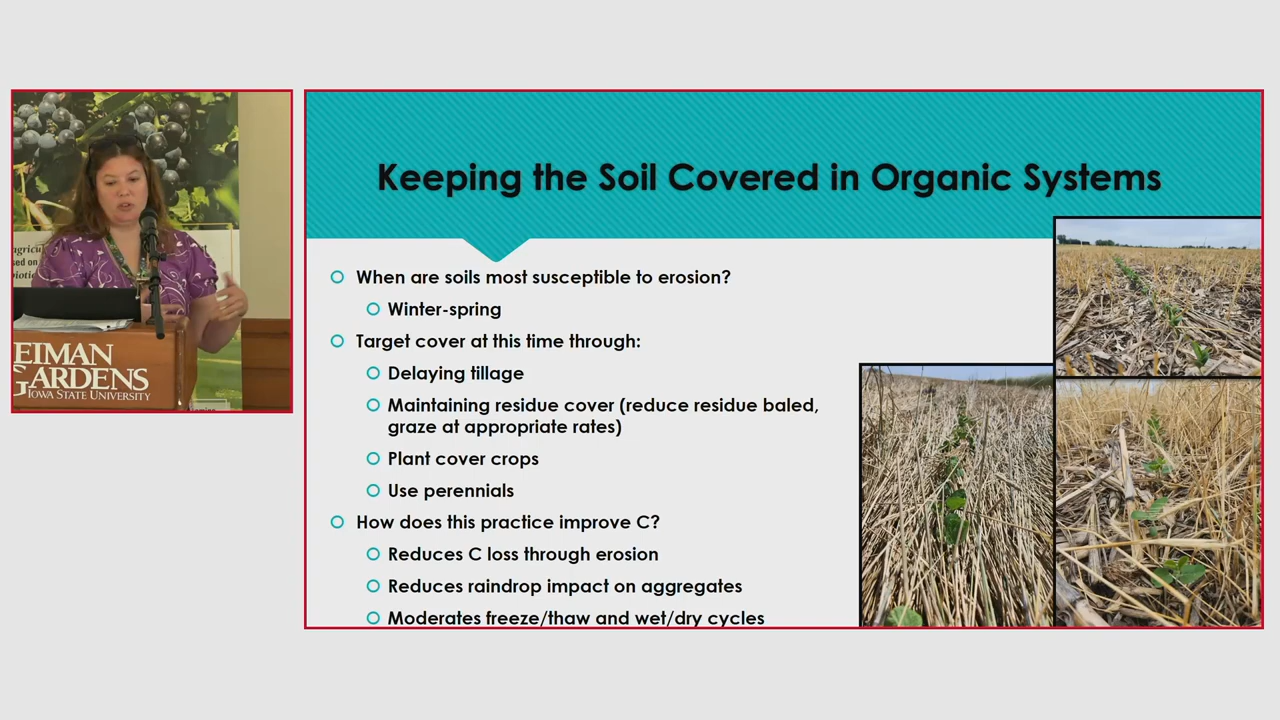 Keeping the Soil Covered in Organic Systems
When are soils most susceptible to erosion?
Winter-spring
Target cover at this time through:
Delaying tillage
Maintaining residue cover (reduce residue baled,
graze at appropriate rates)
Plant cover crops
Use perennials
How does this practice improve C?
Reduces C loss through erosion
Reduces raindrop impact on aggregates
Moderates freeze/thaw and wet/dry cycles
EIMAN
GARDENS
IOWA STATE UNIVERSITY